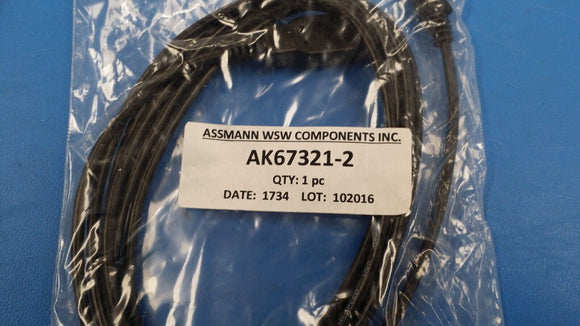 ASSMANN WSW COMPONENTS INC.
AK67321-2
QTY: 1 pc
DATE: 1734 LOT: 102016